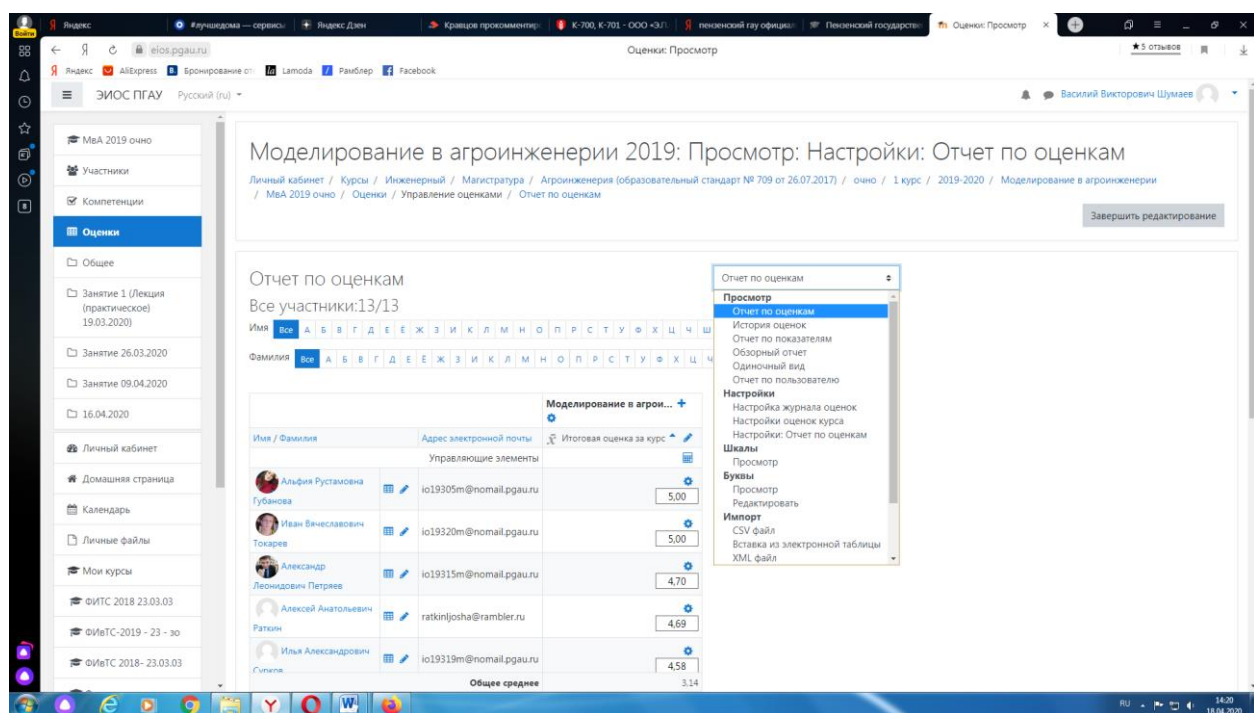 Яндекс
#лучшедома — сервисы
Яндекс Дзен
Кравцов прокомментиро
К-700, К-701 - ООО «ЭЛ
пензенский гау официал
Пензенский государстве
Оценки: Просмотр
Войти
eios.pgau.ru
Оценки: Просмотр
★ 5 отзывов
Яндекс
AliExpress
Бронирование от
Lamoda
Рамблер
Facebook
ЭИОС ПГАУ
Русский (ru)
Василий Викторович Шумаев
МвА 2019 очно
Участники
Компетенции
Оценки
Общее
Занятие 1 (Лекция
(практическое)
19.03.2020)
Занятие 26.03.2020
Занятие 09.04.2020
16.04.2020
Личный кабинет
Домашняя страница
Календарь
Личные файлы
Мои курсы
ФИТС 2018 23.03.03
ФИвТС-2019 - 23 - зо
ФИвТС 2018- 23.03.03
Моделирование в агроинженерии 2019: Просмотр: Настройки: Отчет по оценкам
Личный кабинет / Курсы / Инженерный / Магистратура / Агроинженерия (образовательный стандарт № 709 от 26.07.2017) / очно / 1 курс / 2019-2020 / Моделирование в агроинженерии
/ МвА 2019 очно / Оценки / Управление оценками / Отчет по оценкам
Завершить редактирование
Отчет по оценкам
Все участники:13/13
Имя Все А Б В Г Д Е Ё Ж З И К Л М Н О П Р С Т У Ф Х Ц Ч Ш
Фамилия Все А Б В Г Д Е Ё Ж З И К Л М Н О П Р С Т У Ф Х Ц Ч
Моделирование в агрои...
Имя / Фамилия Адрес электронной почты Итоговая оценка за курс
Управляющие элементы
Альфия Рустамовна
Губанова io19305m@nomail.pgau.ru 5,00
Иван Вячеславович
Токарев io19320m@nomail.pgau.ru 5,00
Александр
Леонидович Петряев io19315m@nomail.pgau.ru 4,70
Алексей Анатольевич
Раткин ratkinljosha@rambler.ru 4,69
Илья Александрович
Сурков io19319m@nomail.pgau.ru 4,58
Общее среднее 3,14
Отчет по оценкам
Просмотр
Отчет по оценкам
История оценок
Отчет по показателям
Обзорный отчет
Одиночный вид
Отчет по пользователю
Настройки
Настройка журнала оценок
Настройки оценок курса
Настройки: Отчет по оценкам
Шкалы
Просмотр
Буквы
Просмотр
Редактировать
Импорт
CSV файл
Вставка из электронной таблицы
XML файл
RU
14:20
18.04.2020